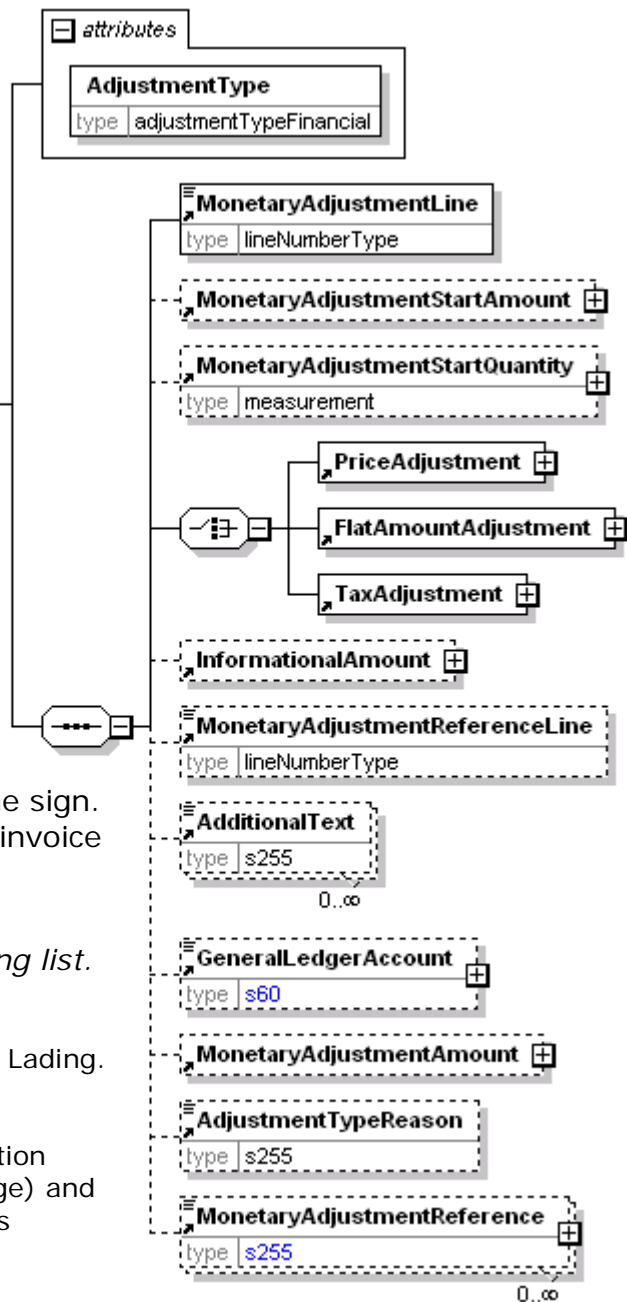 attributes
AdjustmentType
type adjustmentTypeFinancial
MonetaryAdjustmentLine
type lineNumberType
MonetaryAdjustmentStartAmount
MonetaryAdjustmentStartQuantity
type measurement
PriceAdjustment
FlatAmountAdjustment
TaxAdjustment
InformationalAmount
MonetaryAdjustmentReferenceLine
type lineNumberType
AdditionalText
type s255
0..∞
GeneralLedgerAccount
type s60
MonetaryAdjustmentAmount
AdjustmentTypeReason
type s255
MonetaryAdjustmentReference
type s255
0..∞
e sign.
invoice
ng list.
Lading.
tion
ge) and
s